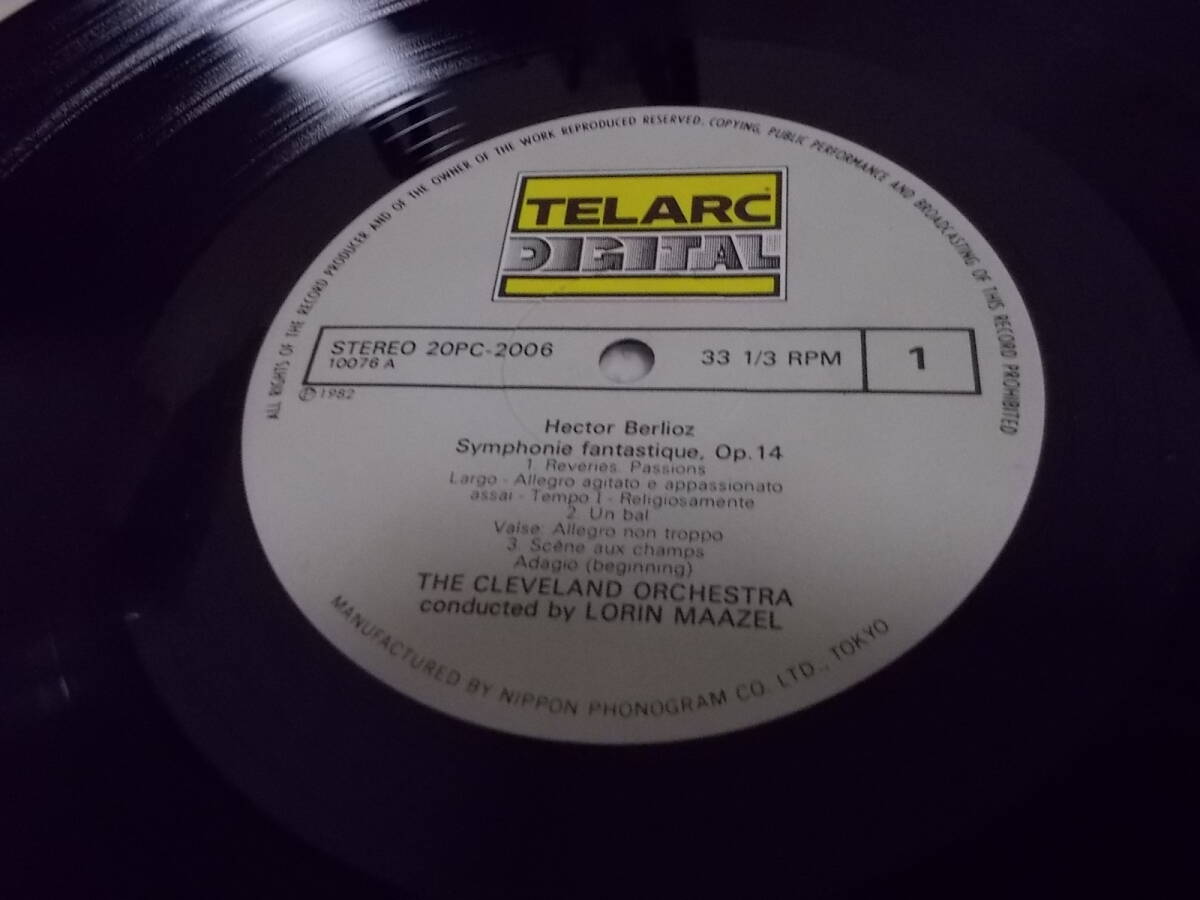 ALL RIGHTS OF THE RECORD PRODUCER AND OF THE OWNER OF THE WORK REPRODUCED RESERVED. COPYING, PUBLIC PERFORMANCE AND BROADCASTING OF THIS RECORD PROHIBITED
TELARC
DIGITAL
STEREO 20PC-2006
10076 A
33 1/3 RPM
1
Ⓟ1982
Hector Berlioz
Symphonie fantastique, Op.14
1. Reveries. Passions
Largo - Allegro agitato e appassionato
assai - Tempo I - Religiosamente
2. Un bal
Valse: Allegro non troppo
3. Scène aux champs
Adagio (beginning)
THE CLEVELAND ORCHESTRA
conducted by LORIN MAAZEL
MANUFACTURED BY NIPPON PHONOGRAM CO. LTD., TOKYO